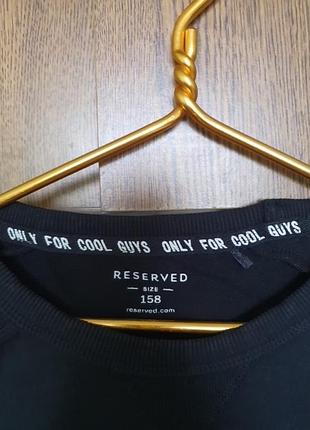 ONLY FOR COOL GUYS ONLY FOR COOL GUYS
RESERVED
— SIZE —
158
reserved.com